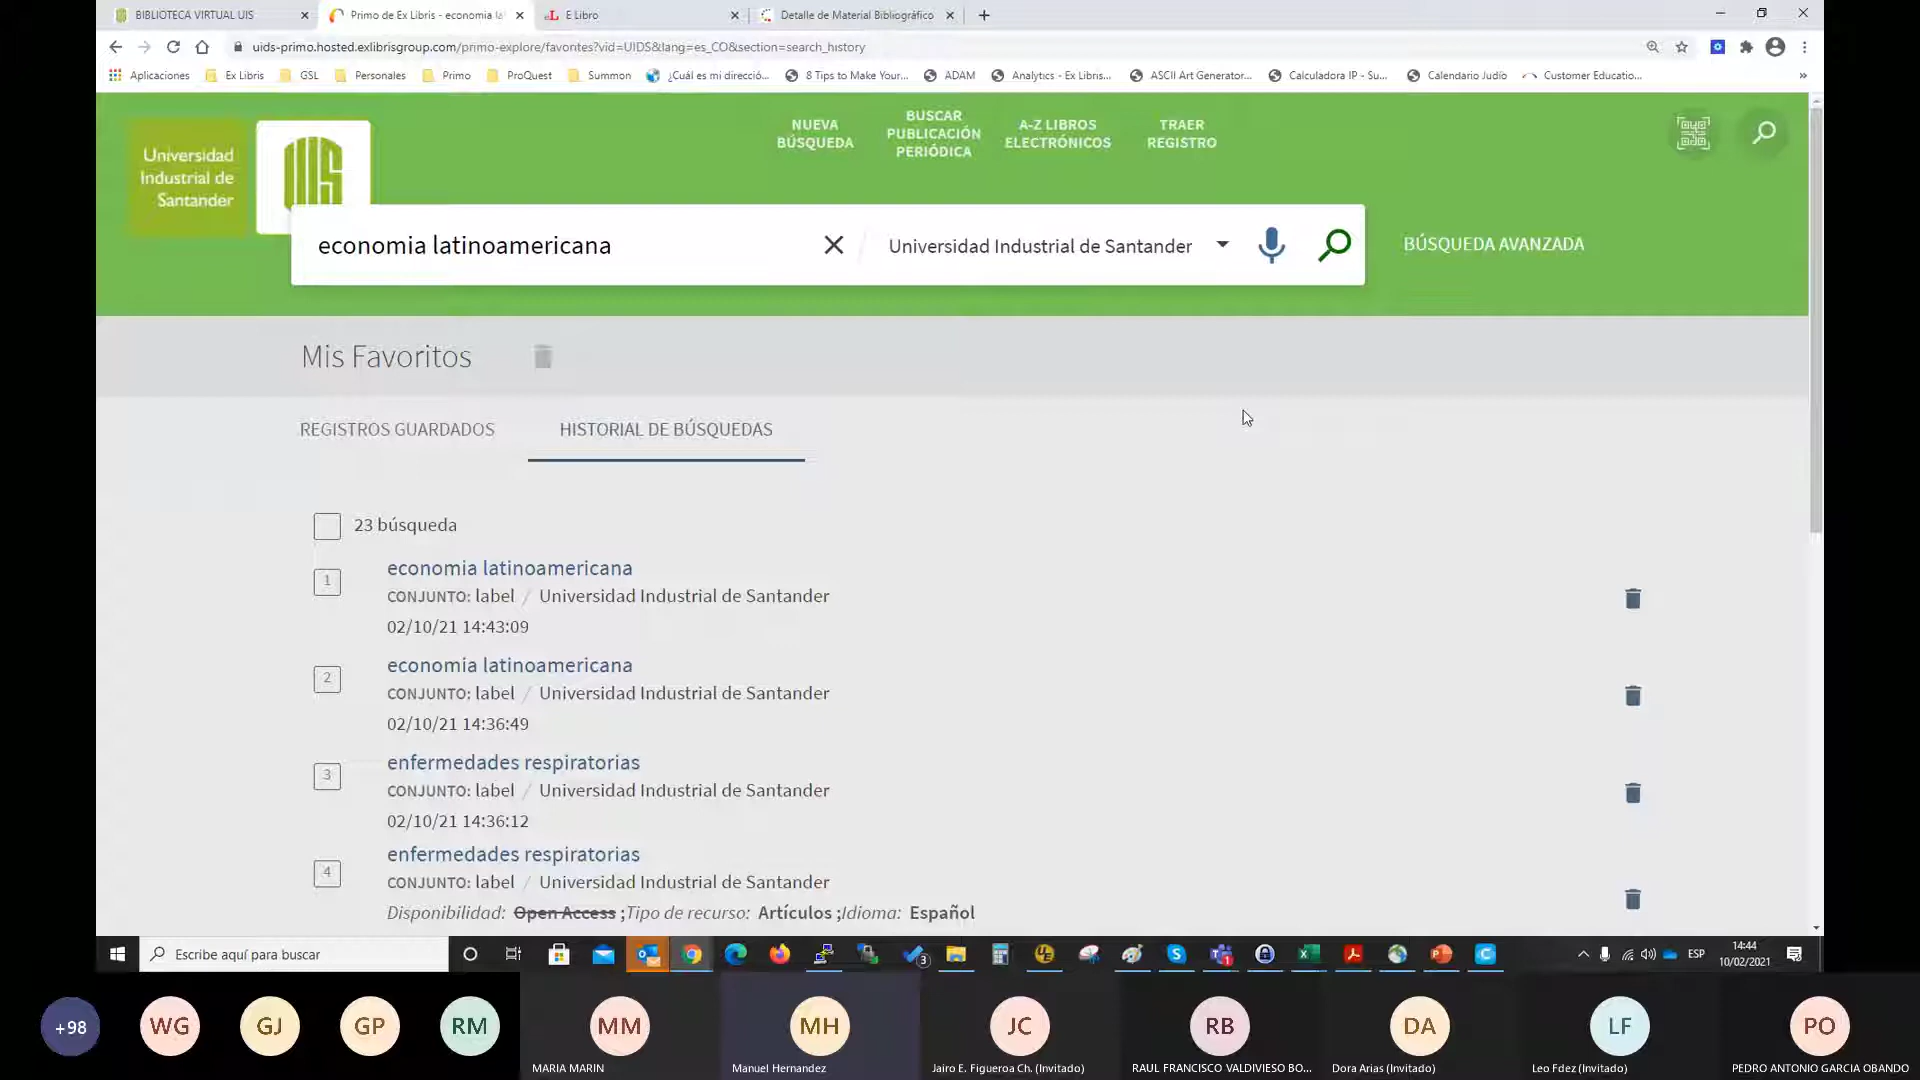 BIBLIOTECA VIRTUAL UIS
Primo de Ex Libris - economia la
E Libro
Detalle de Material Bibliográfico
uids-primo.hosted.exlibrisgroup.com/primo-explore/favorites?vid=UIDS&lang=es_CO&section=search_history
Aplicaciones
Ex Libris
GSL
Personales
Primo
ProQuest
Summon
¿Cuál es mi direcció...
8 Tips to Make Your...
ADAM
Analytics - Ex Libris...
ASCII Art Generator...
Calculadora IP - Su...
Calendario Judío
Customer Educatio...
»
Universidad
Industrial de
Santander
UIS
NUEVA
BÚSQUEDA
BUSCAR
PUBLICACIÓN
PERIÓDICA
A-Z LIBROS
ELECTRÓNICOS
TRAER
REGISTRO
economia latinoamericana
Universidad Industrial de Santander
BÚSQUEDA AVANZADA
Mis Favoritos
REGISTROS GUARDADOS
HISTORIAL DE BÚSQUEDAS
23 búsqueda
1
economia latinoamericana
CONJUNTO: label / Universidad Industrial de Santander
02/10/21 14:43:09
2
economia latinoamericana
CONJUNTO: label / Universidad Industrial de Santander
02/10/21 14:36:49
3
enfermedades respiratorias
CONJUNTO: label / Universidad Industrial de Santander
02/10/21 14:36:12
4
enfermedades respiratorias
CONJUNTO: label / Universidad Industrial de Santander
Disponibilidad: Open Access ;Tipo de recurso: Artículos ;Idioma: Español
Escribe aquí para buscar
3
1
ESP
14:44
10/02/2021
+98
WG
GJ
GP
RM
MM
MARIA MARIN
MH
Manuel Hernandez
JC
Jairo E. Figueroa Ch. (Invitado)
RB
RAUL FRANCISCO VALDIVIESO BO...
DA
Dora Arias (Invitado)
LF
Leo Fdez (Invitado)
PO
PEDRO ANTONIO GARCIA OBANDO